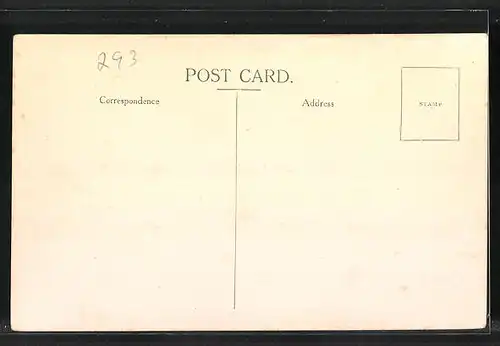 293
POST CARD.
Correspondence
Address
STAMP